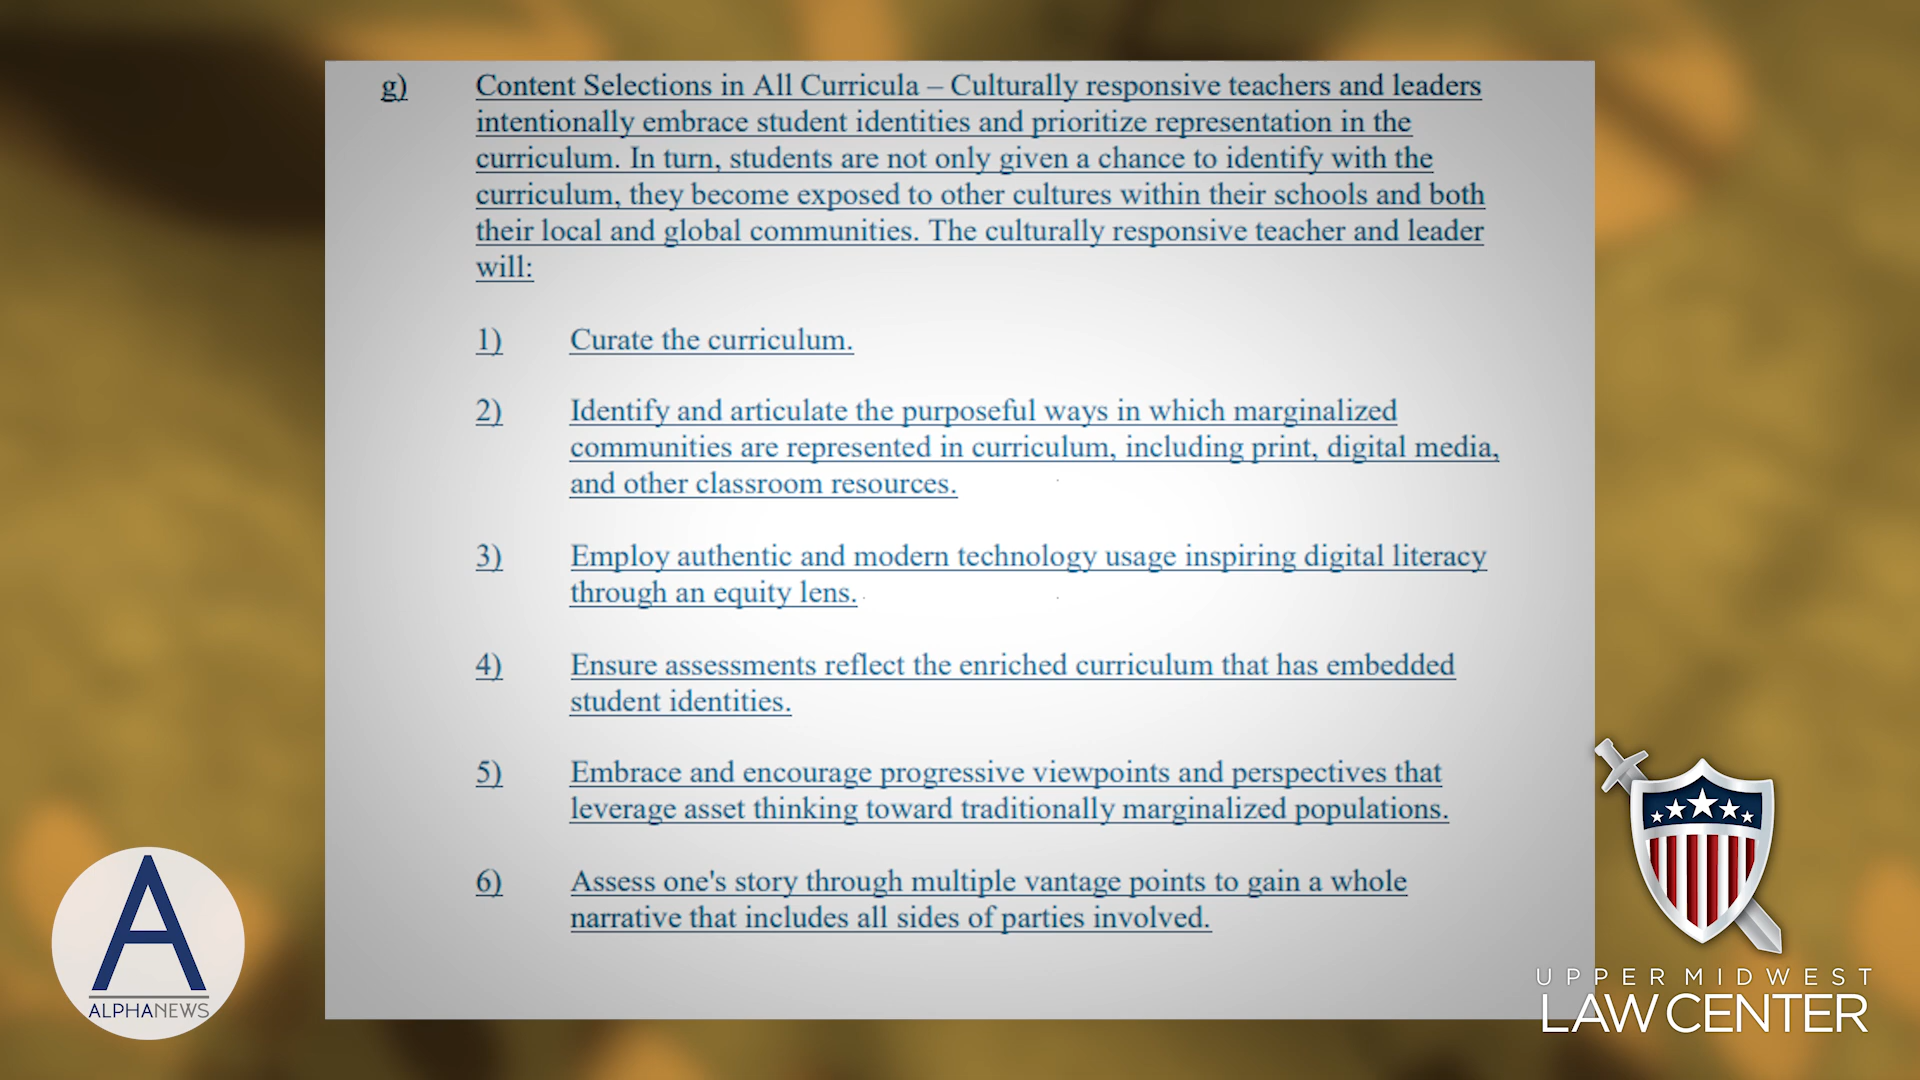 g) Content Selections in All Curricula – Culturally responsive teachers and leaders
intentionally embrace student identities and prioritize representation in the
curriculum. In turn, students are not only given a chance to identify with the
curriculum, they become exposed to other cultures within their schools and both
their local and global communities. The culturally responsive teacher and leader
will:
1) Curate the curriculum.
2) Identify and articulate the purposeful ways in which marginalized
communities are represented in curriculum, including print, digital media,
and other classroom resources.
3) Employ authentic and modern technology usage inspiring digital literacy
through an equity lens.
4) Ensure assessments reflect the enriched curriculum that has embedded
student identities.
5) Embrace and encourage progressive viewpoints and perspectives that
leverage asset thinking toward traditionally marginalized populations.
6) Assess one's story through multiple vantage points to gain a whole
narrative that includes all sides of parties involved.
A
ALPHANEWS
UPPER MIDWEST
LAW CENTER